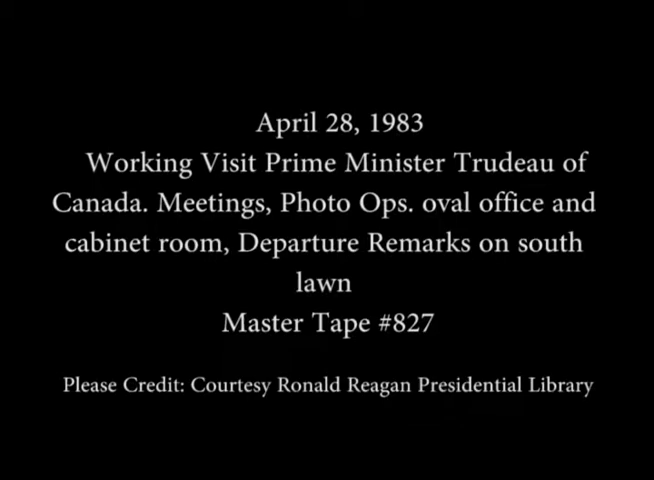 April 28, 1983
Working Visit Prime Minister Trudeau of
Canada. Meetings, Photo Ops. oval office and
cabinet room, Departure Remarks on south
lawn
Master Tape #827
Please Credit: Courtesy Ronald Reagan Presidential Library